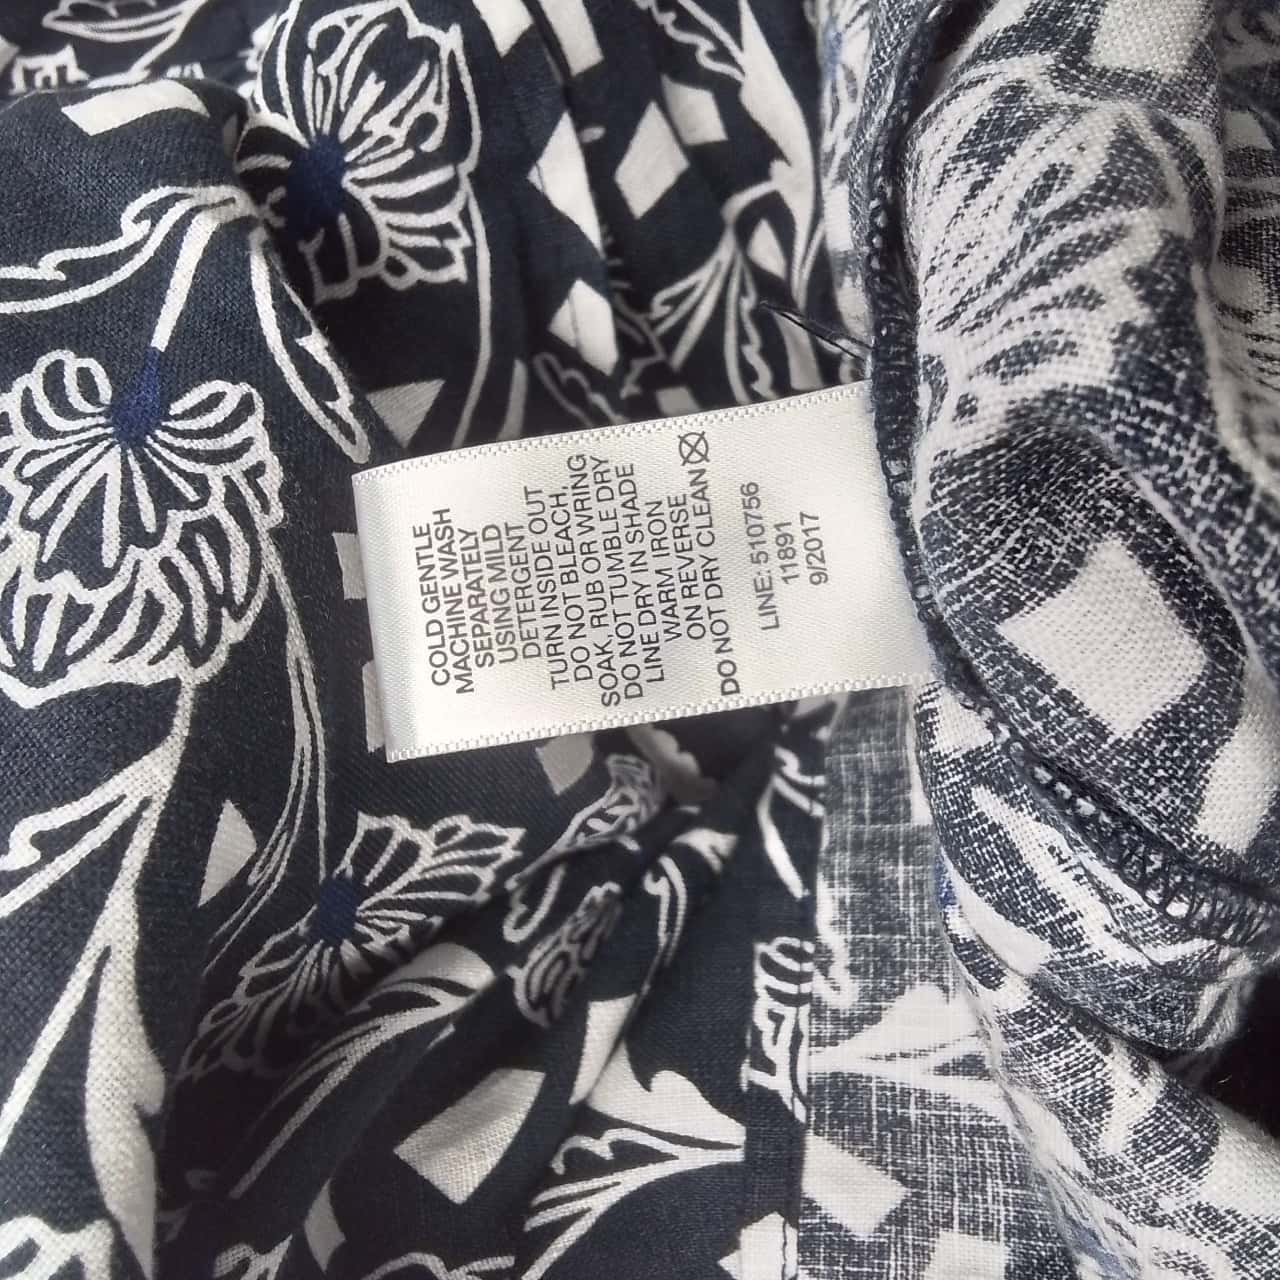 COLD GENTLE
MACHINE WASH
SEPARATELY
USING MILD
DETERGENT
TURN INSIDE OUT
DO NOT BLEACH,
SOAK, RUB OR WRING
DO NOT TUMBLE DRY
LINE DRY IN SHADE
WARM IRON
ON REVERSE
DO NOT DRY CLEAN
LINE: 510756
11891
9/2017